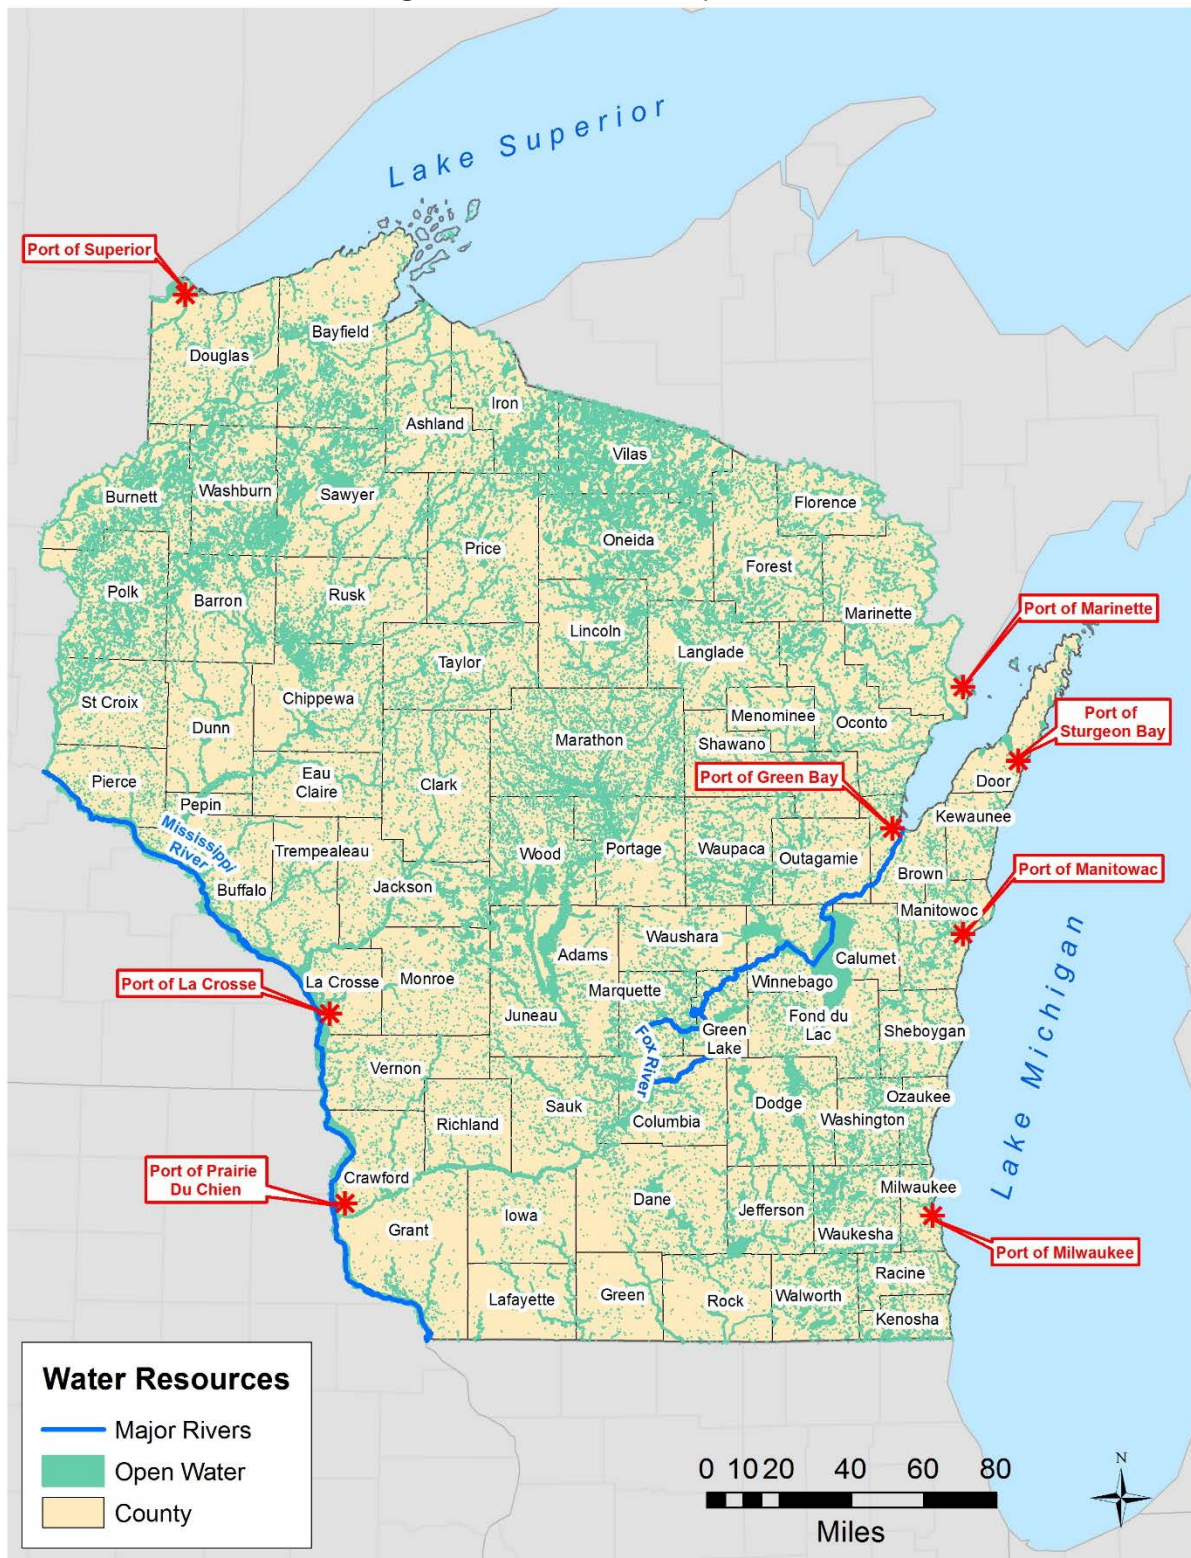 Lake Superior
Port of Superior
Bayfield
Douglas
Iron
Ashland
Vilas
Burnett
Washburn
Sawyer
Florence
Oneida
Price
Forest
Polk
Barron
Rusk
Port of Marinette
Marinette
Lincoln
Langlade
Taylor
St Croix
Chippewa
Menominee
Oconto
Port of
Sturgeon Bay
Dunn
Marathon
Shawano
Port of Green Bay
Pierce
Eau
Claire
Clark
Door
Pepin
Kewaunee
Mississippi
River
Trempealeau
Wood
Portage
Waupaca
Outagamie
Brown
Port of Manitowac
Buffalo
Jackson
Manitowoc
Adams
Waushara
Calumet
Port of La Crosse
La Crosse
Monroe
Marquette
Winnebago
Juneau
Green
Lake
Fond du
Lac
Sheboygan
Fox River
Lake Michigan
Vernon
Ozaukee
Sauk
Columbia
Dodge
Washington
Richland
Port of Prairie
Du Chien
Crawford
Milwaukee
Dane
Iowa
Jefferson
Grant
Waukesha
Port of Milwaukee
Racine
Lafayette
Green
Rock
Walworth
Kenosha
Water Resources
Major Rivers
Open Water
County
0 10 20 40 60 80
Miles
N